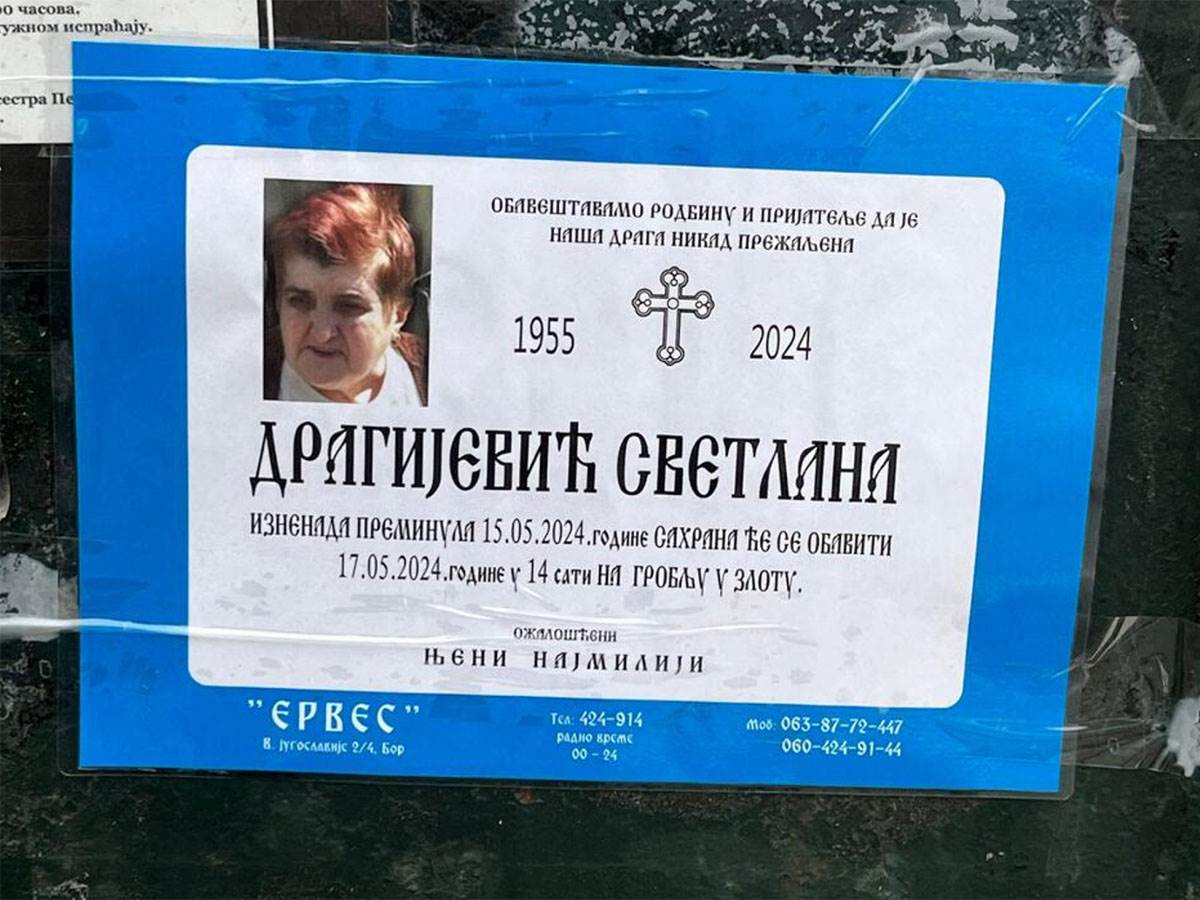 часова.
тужном испраћају.
сестра
ОБАВЕШТАВАМО РОДБИНУ И ПРИЈАТЕЉЕ ДА ЈЕ
НАША ДРАГА НИКАД ПРЕЖАЉЕНА
1955 2024
ДРАГИЈЕВИЋ СВЕТЛАНА
ИЗНЕНАДА ПРЕМИНУЛА 15.05.2024.године САХРАНА ЋЕ СЕ ОБАВИТИ
17.05.2024.године у 14 сати НА ГРОБЉУ У ЗЛОТУ.
ОЖАЛОШЋЕНИ
ЊЕНИ НАЈМИЛИЈИ
"ЕРВЕС"
В. Југославије 2/4, Бор
Тел: 424-914
радно време
00 - 24
Моб: 063-87-72-447
060-424-91-44